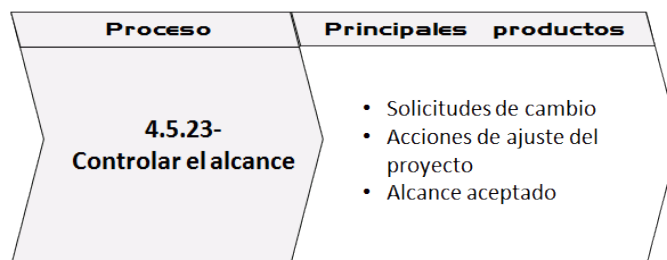 Proceso
Principales productos
4.5.23-
Controlar el alcance
• Solicitudes de cambio
• Acciones de ajuste del
proyecto
• Alcance aceptado